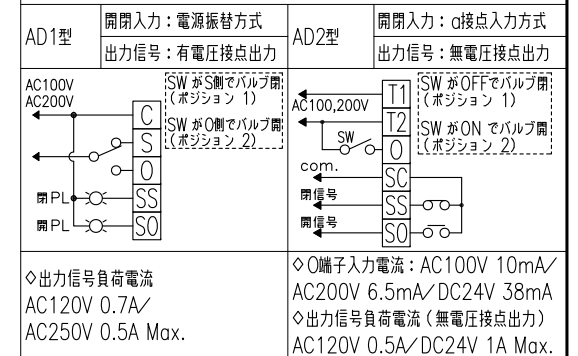 AD1型
開閉入力:電源振替方式
出力信号:有電圧接点出力
AC100V
AC200V
SW がS側でバルブ閉
(ポジション 1)
SW がO側でバルブ開
(ポジション 2)
C
S
O
閉PL
SS
開PL
SO
◇出力信号負荷電流
AC120V 0.7A/
AC250V 0.5A Max.
AD2型
開閉入力:a接点入力方式
出力信号:無電圧接点出力
AC100,200V
SW がOFFでバルブ閉
(ポジション 1)
SW がON でバルブ開
(ポジション 2)
T1
T2
SW
O
com.
SC
閉信号
SS
開信号
SO
◇O端子入力電流:AC100V 10mA/
AC200V 6.5mA/DC24V 38mA
◇出力信号負荷電流(無電圧接点出力)
AC120V 0.5A/DC24V 1A Max.